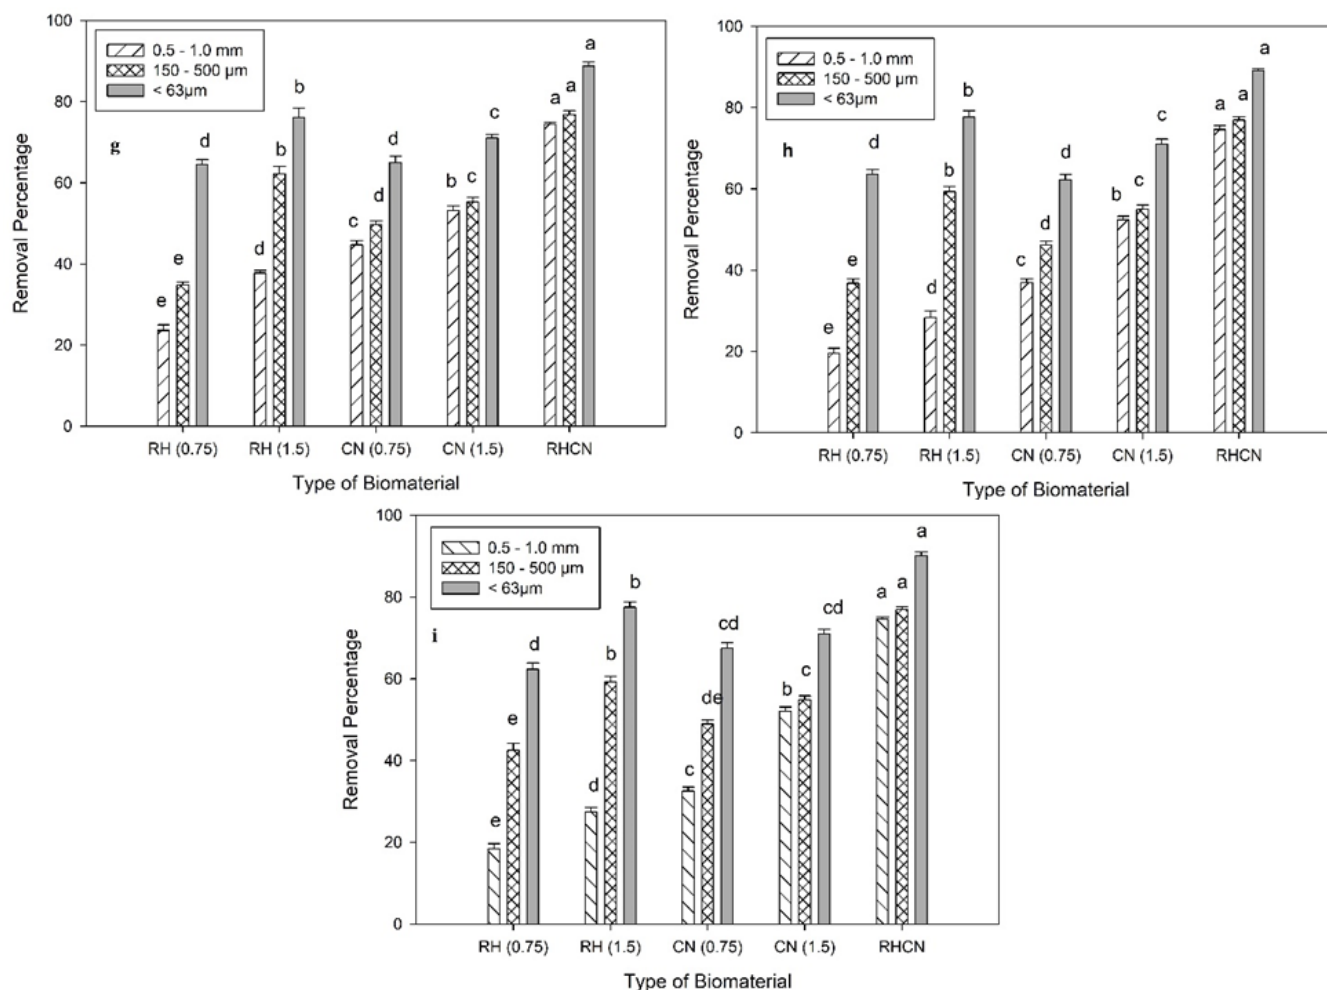 100
80
60
40
20
0
Removal Percentage
0.5 - 1.0 mm
150 - 500 µm
< 63µm
g
e
e
d
d
b
b
c
d
d
b
c
c
a
a
a
RH (0.75) RH (1.5) CN (0.75) CN (1.5) RHCN
Type of Biomaterial
100
80
60
40
20
0
Removal Percentage
0.5 - 1.0 mm
150 - 500 µm
< 63µm
h
e
e
d
d
b
b
c
d
d
b
c
c
a
a
a
RH (0.75) RH (1.5) CN (0.75) CN (1.5) RHCN
Type of Biomaterial
100
80
60
40
20
0
Removal Percentage
0.5 - 1.0 mm
150 - 500 µm
< 63µm
i
e
e
d
d
b
b
c
de
cd
b
c
cd
a
a
a
RH (0.75) RH (1.5) CN (0.75) CN (1.5) RHCN
Type of Biomaterial